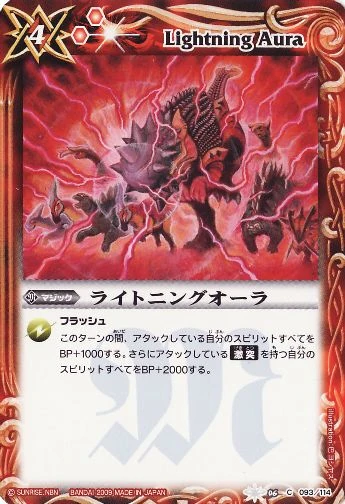 4
Lightning Aura
マジック
ライトニングオーラ
フラッシュ
このターンの間、アタックしている自分のスピリットすべてを
BP+1000する。さらにアタックしている 激突 を持つ自分の
スピリットすべてをBP+2000する。
© SUNRISE,NBN BANDAI 2009 MADE IN JAPAN
06 C 093/114